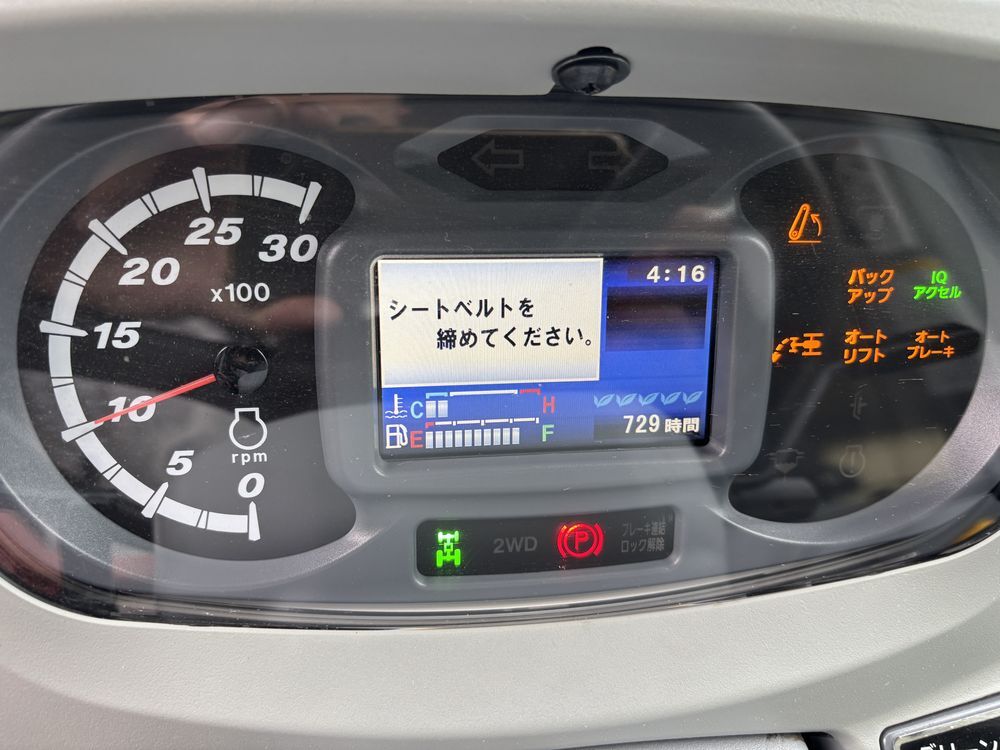 30
25
20
x100
15
10
rpm
5
0
シートベルトを
締めてください。
4:16
C
H
E
F
729時間
バック
アップ
IQ
アクセル
オート
リフト
オート
ブレーキ
2WD
P
ブレーキ連結
ロック解除